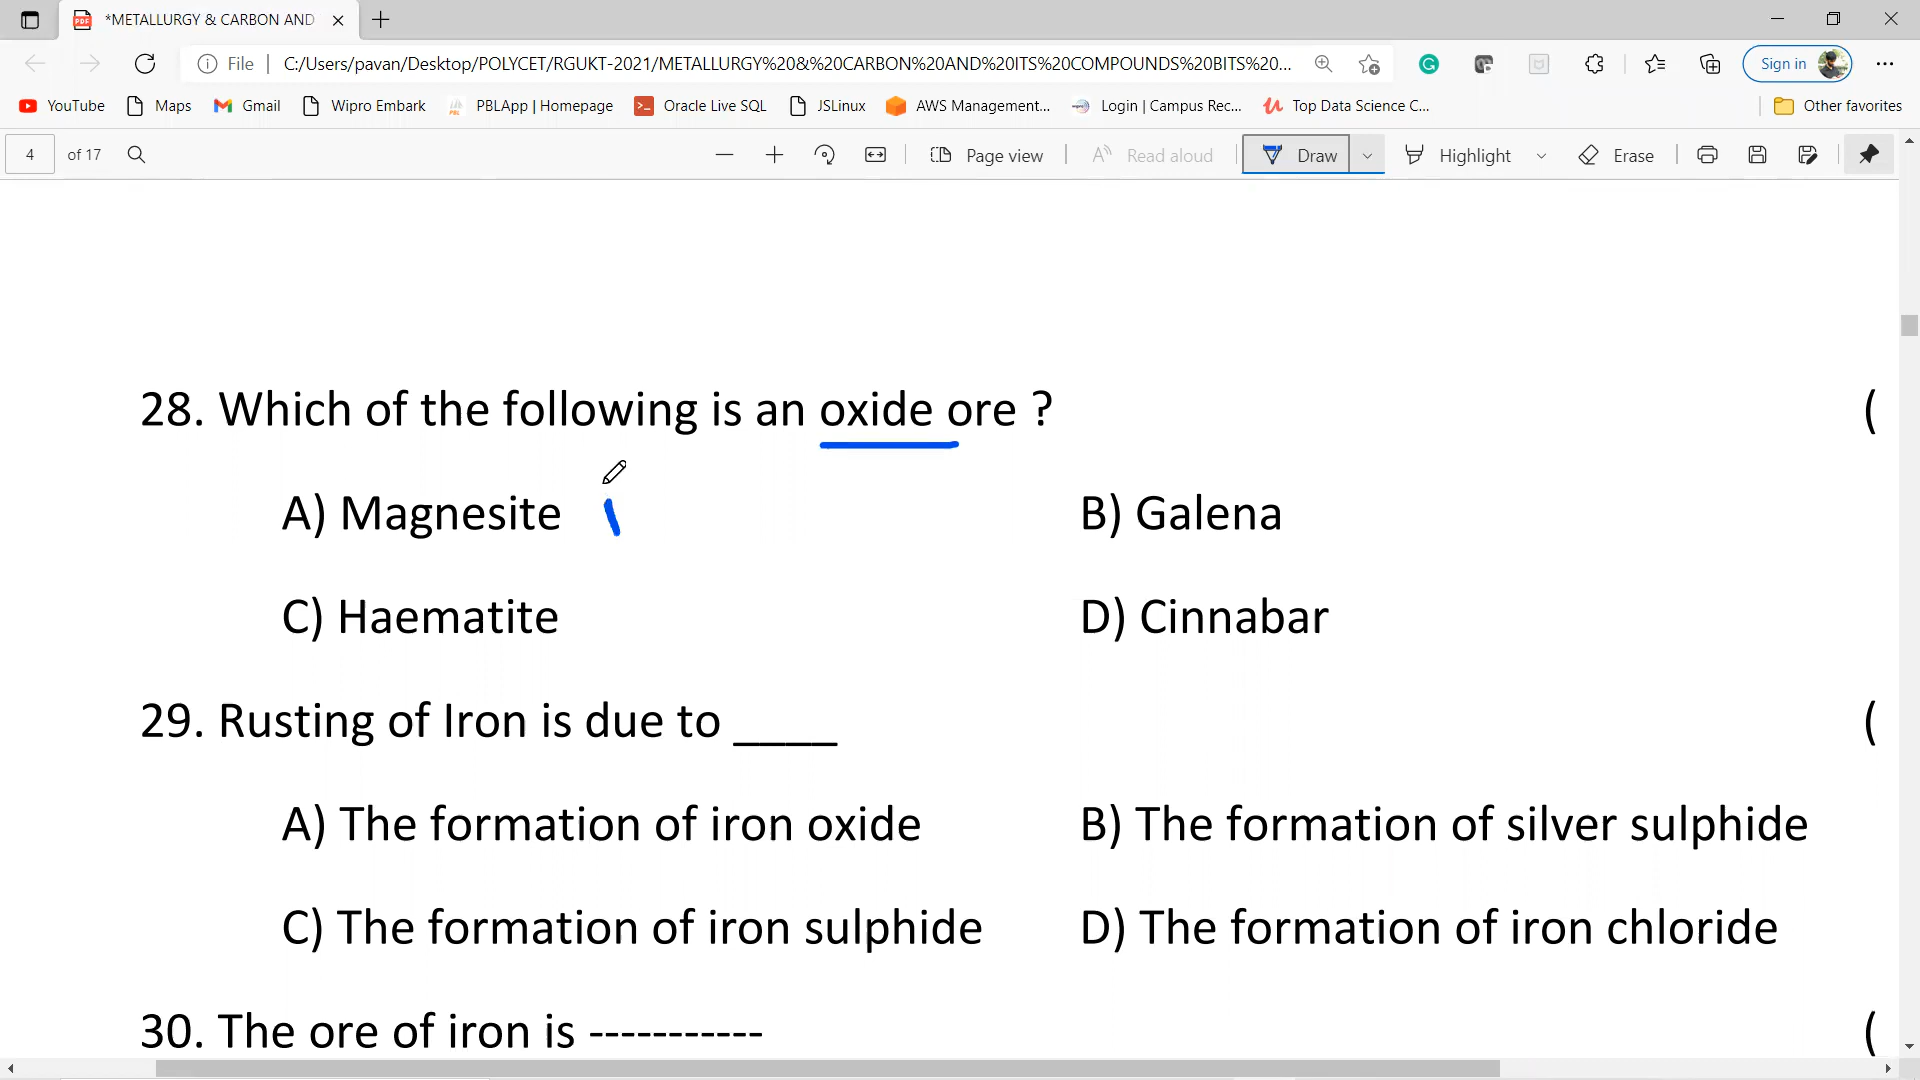 *METALLURGY & CARBON AND
File
C:/Users/pavan/Desktop/POLYCET/RGUKT-2021/METALLURGY%20&%20CARBON%20AND%20ITS%20COMPOUNDS%20BITS%20...
Sign in
YouTube Maps Gmail Wipro Embark PBLApp | Homepage Oracle Live SQL JSLinux AWS Management... Login | Campus Rec... Top Data Science C... Other favorites
4 of 17 Page view Read aloud Draw Highlight Erase
28. Which of the following is an oxide ore ? (
A) Magnesite B) Galena
C) Haematite D) Cinnabar
29. Rusting of Iron is due to ____ (
A) The formation of iron oxide B) The formation of silver sulphide
C) The formation of iron sulphide D) The formation of iron chloride
30. The ore of iron is ----------- (